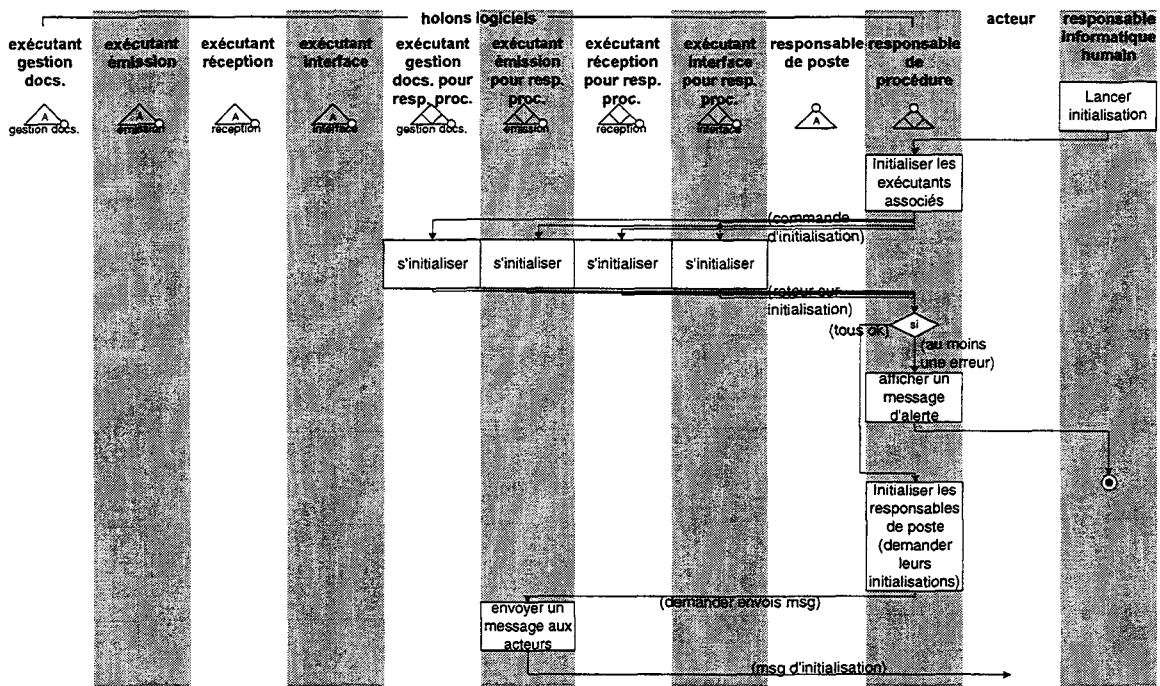 holons logiciels
acteur
responsable
informatique
humain
exécutant
gestion
docs.
exécutant
émission
exécutant
réception
exécutant
interface
exécutant
gestion
docs. pour
resp. proc.
exécutant
émission
pour resp.
proc.
exécutant
réception
pour resp.
proc.
exécutant
interface
pour resp.
proc.
responsable
de poste
responsable
de
procédure
A
gestion docs.
A
émission
A
réception
A
interface
gestion docs.
émission
réception
interface
A
Lancer
initialisation
Initialiser les
exécutants
associés
(commande
d'initialisation)
s'initialiser
s'initialiser
s'initialiser
s'initialiser
(retour sur
initialisation)
si
(tous ok)
(au moins
une erreur)
afficher un
message
d'alerte
Initialiser les
responsables
de poste
(demander
leurs
initialisations)
(demander envois msg)
envoyer un
message aux
acteurs
(msg d'initialisation)